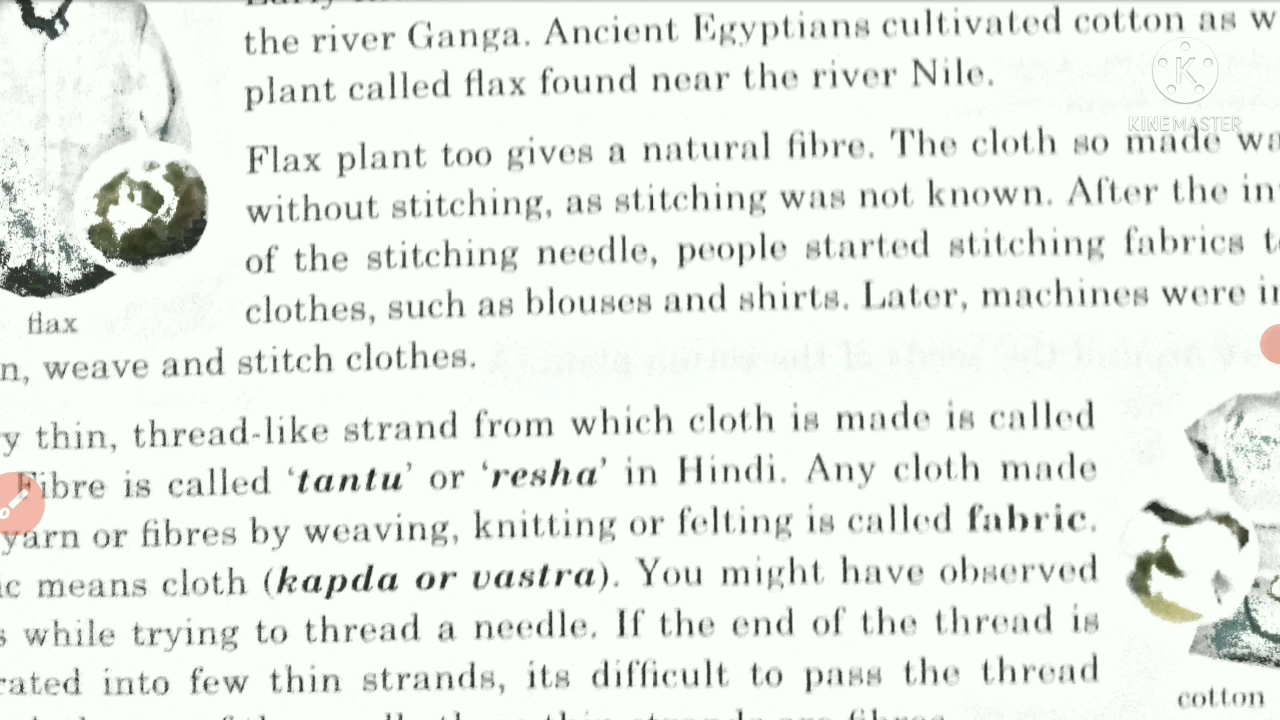 the river Ganga. Ancient Egyptians cultivated cotton as
plant called flax found near the river Nile.
KINEMASTER
Flax plant too gives a natural fibre. The cloth so made
without stitching, as stitching was not known. After the
of the stitching needle, people started stitching fabrics
clothes, such as blouses and shirts. Later, machines were
flax
weave and stitch clothes.
thin, thread-like strand from which cloth is made is called
Fibre is called ‘tantu’ or ‘resha’ in Hindi. Any cloth made
yarn or fibres by weaving, knitting or felting is called fabric.
means cloth (kapda or vastra). You might have observed
while trying to thread a needle. If the end of the thread is
into few thin strands, its difficult to pass the thread
cotton
thin strands are fibres